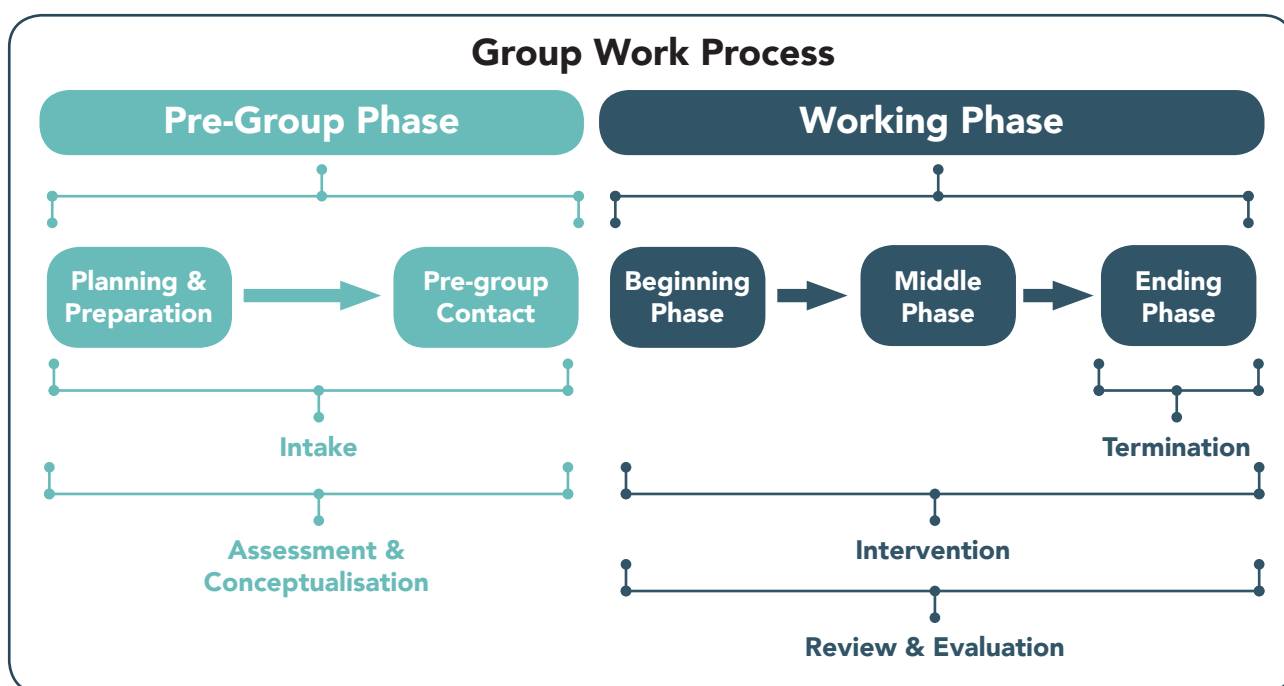 Group Work Process
Pre-Group Phase
Working Phase
Planning &
Preparation
Pre-group
Contact
Beginning
Phase
Middle
Phase
Ending
Phase
Intake
Termination
Assessment &
Conceptualisation
Intervention
Review & Evaluation